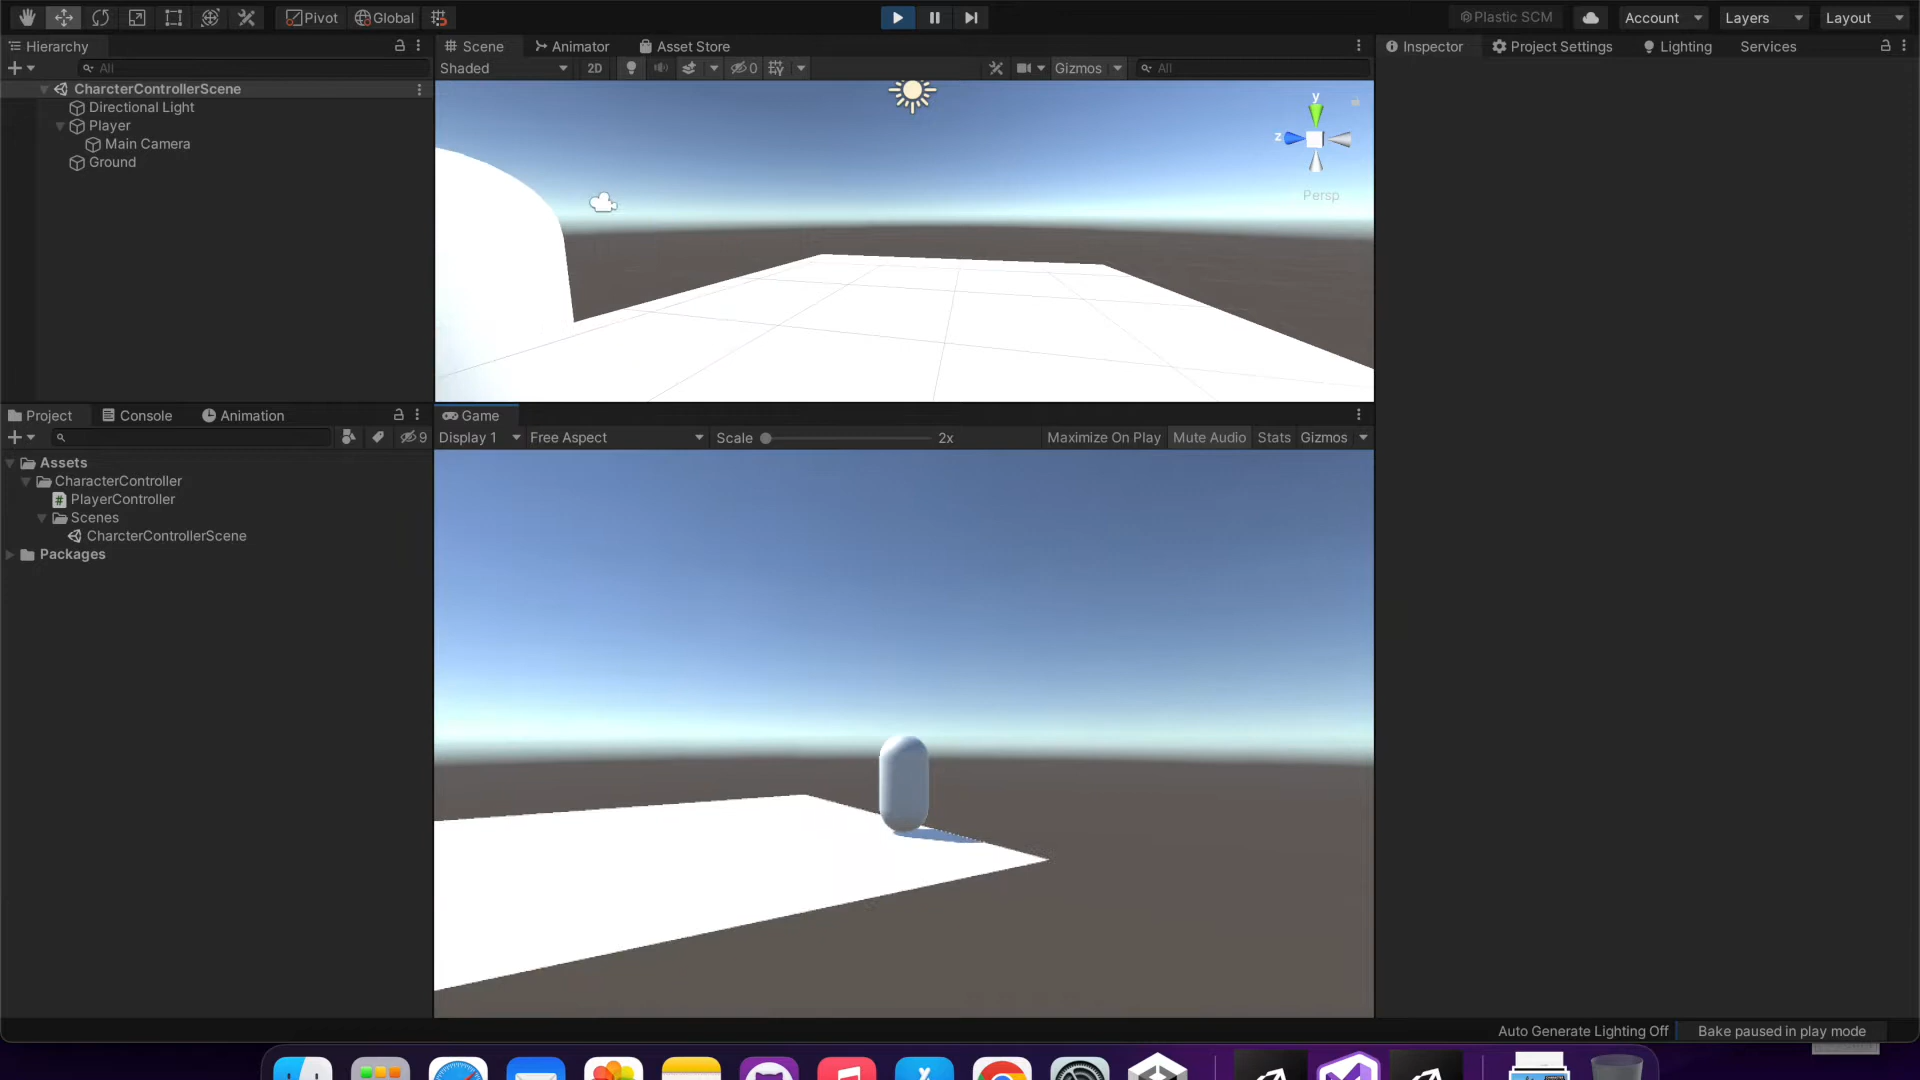 Pivot Global Plastic SCM Account Layers Layout
Hierarchy Scene Animator Asset Store Inspector Project Settings Lighting Services
All Shaded 2D 0 Gizmos All
CharcterControllerScene
Directional Light
Player
Main Camera
Ground
y
z
Persp
Project Console Animation Game
9 Display 1 Free Aspect Scale 2x Maximize On Play Mute Audio Stats Gizmos
Assets
CharacterController
PlayerController
Scenes
CharcterControllerScene
Packages
Auto Generate Lighting Off Bake paused in play mode